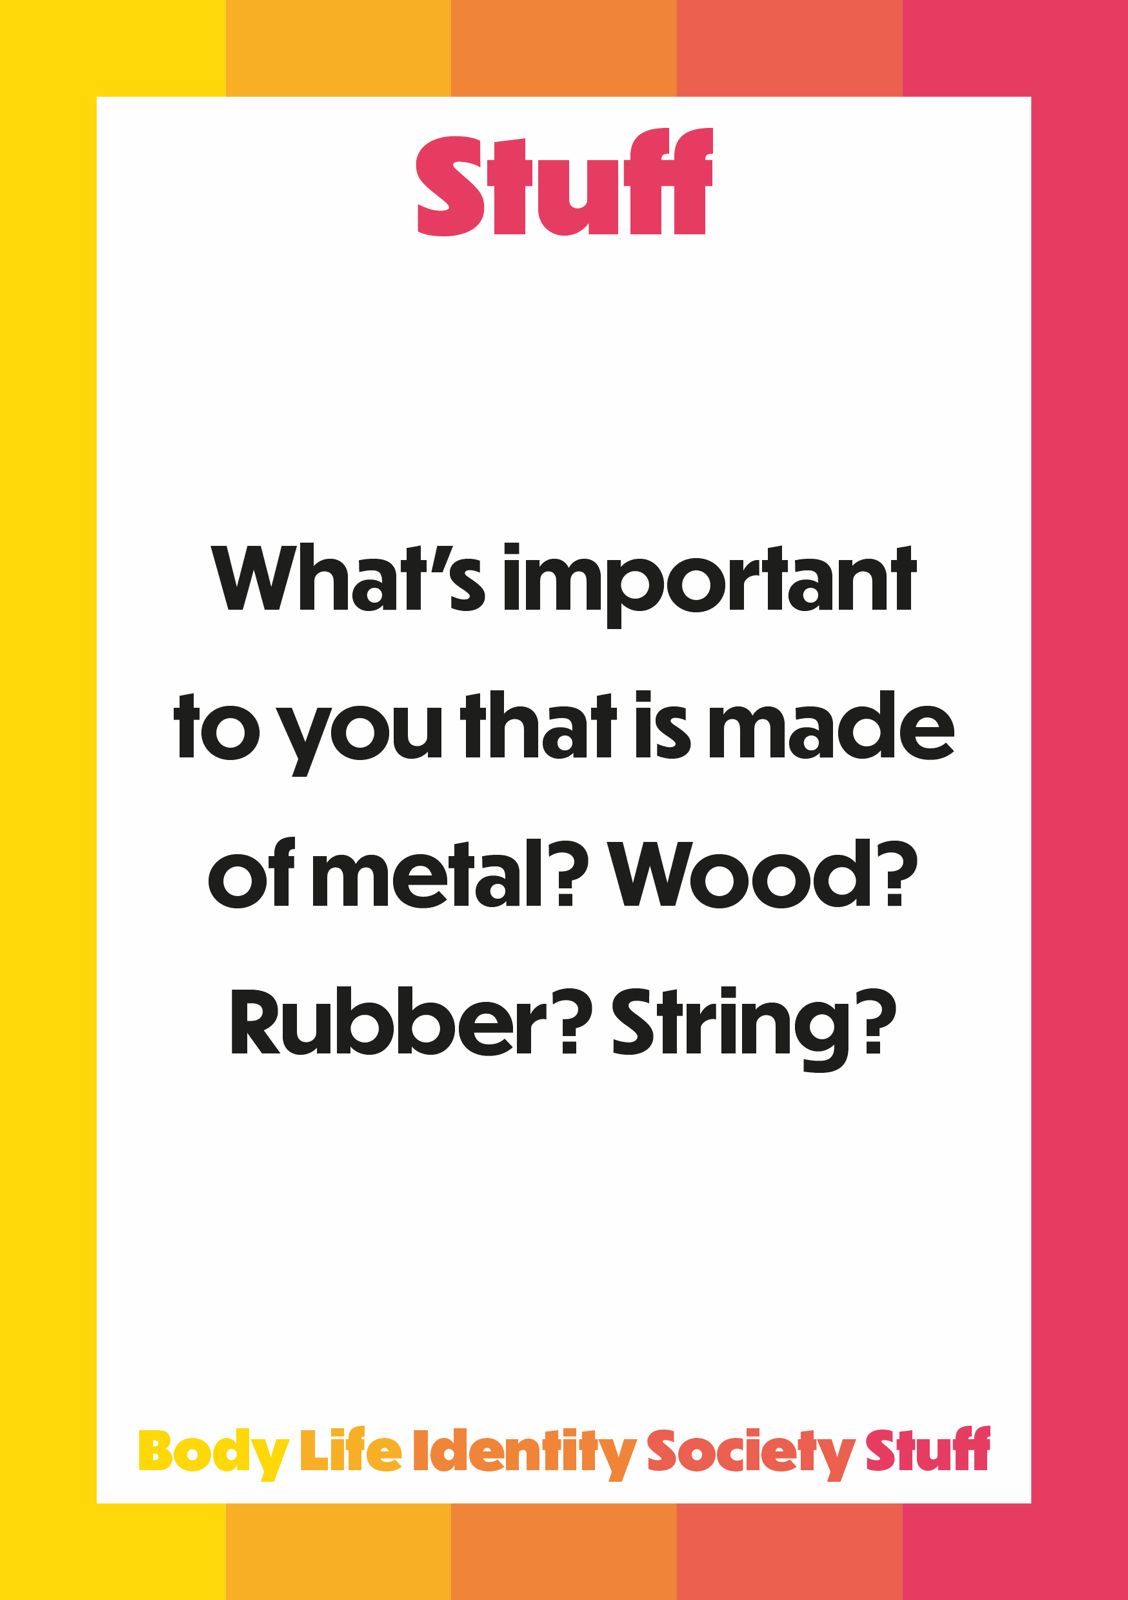 Stuff
What’s important
to you that is made
of metal? Wood?
Rubber? String?
Body Life Identity Society Stuff